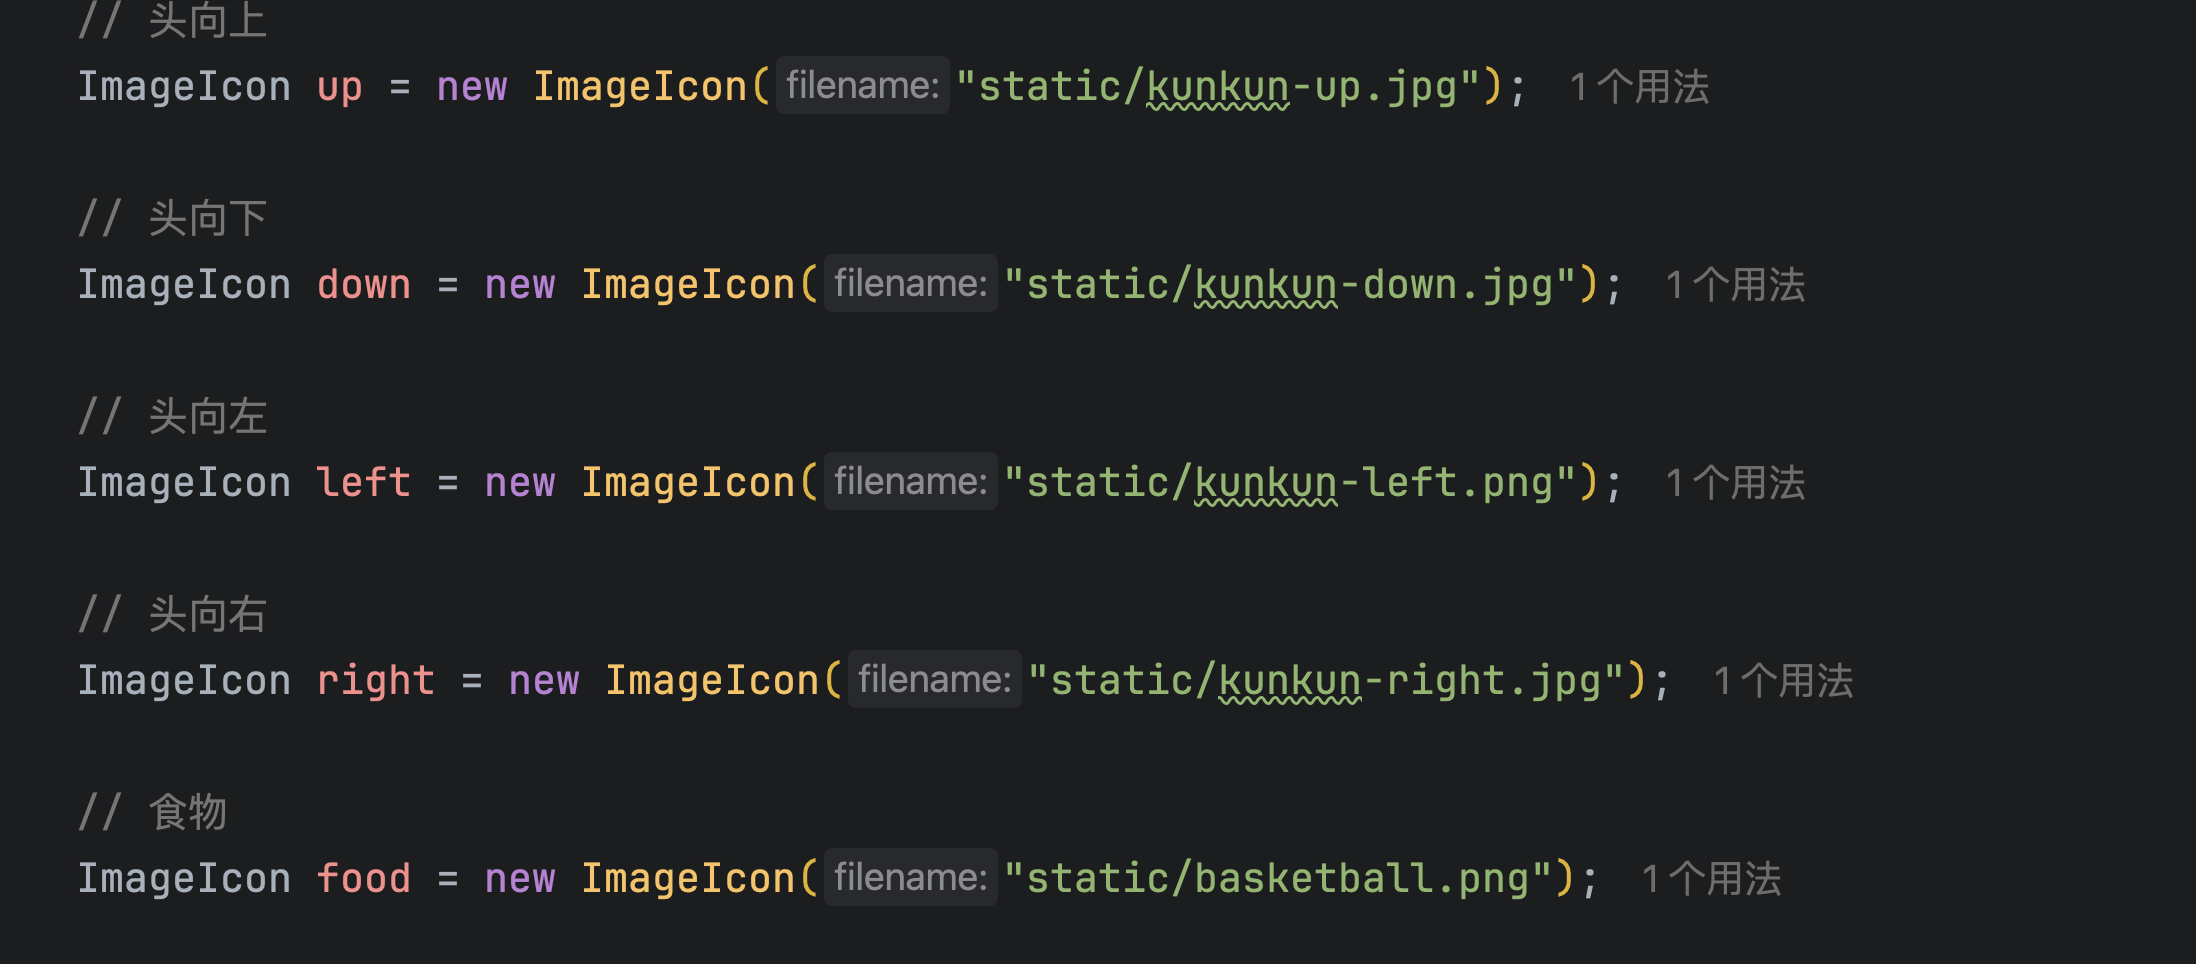 // 头向上
ImageIcon up = new ImageIcon( filename: "static/kunkun-up.jpg"); 1个用法
// 头向下
ImageIcon down = new ImageIcon( filename: "static/kunkun-down.jpg"); 1个用法
// 头向左
ImageIcon left = new ImageIcon( filename: "static/kunkun-left.png"); 1个用法
// 头向右
ImageIcon right = new ImageIcon( filename: "static/kunkun-right.jpg"); 1个用法
// 食物
ImageIcon food = new ImageIcon( filename: "static/basketball.png"); 1个用法